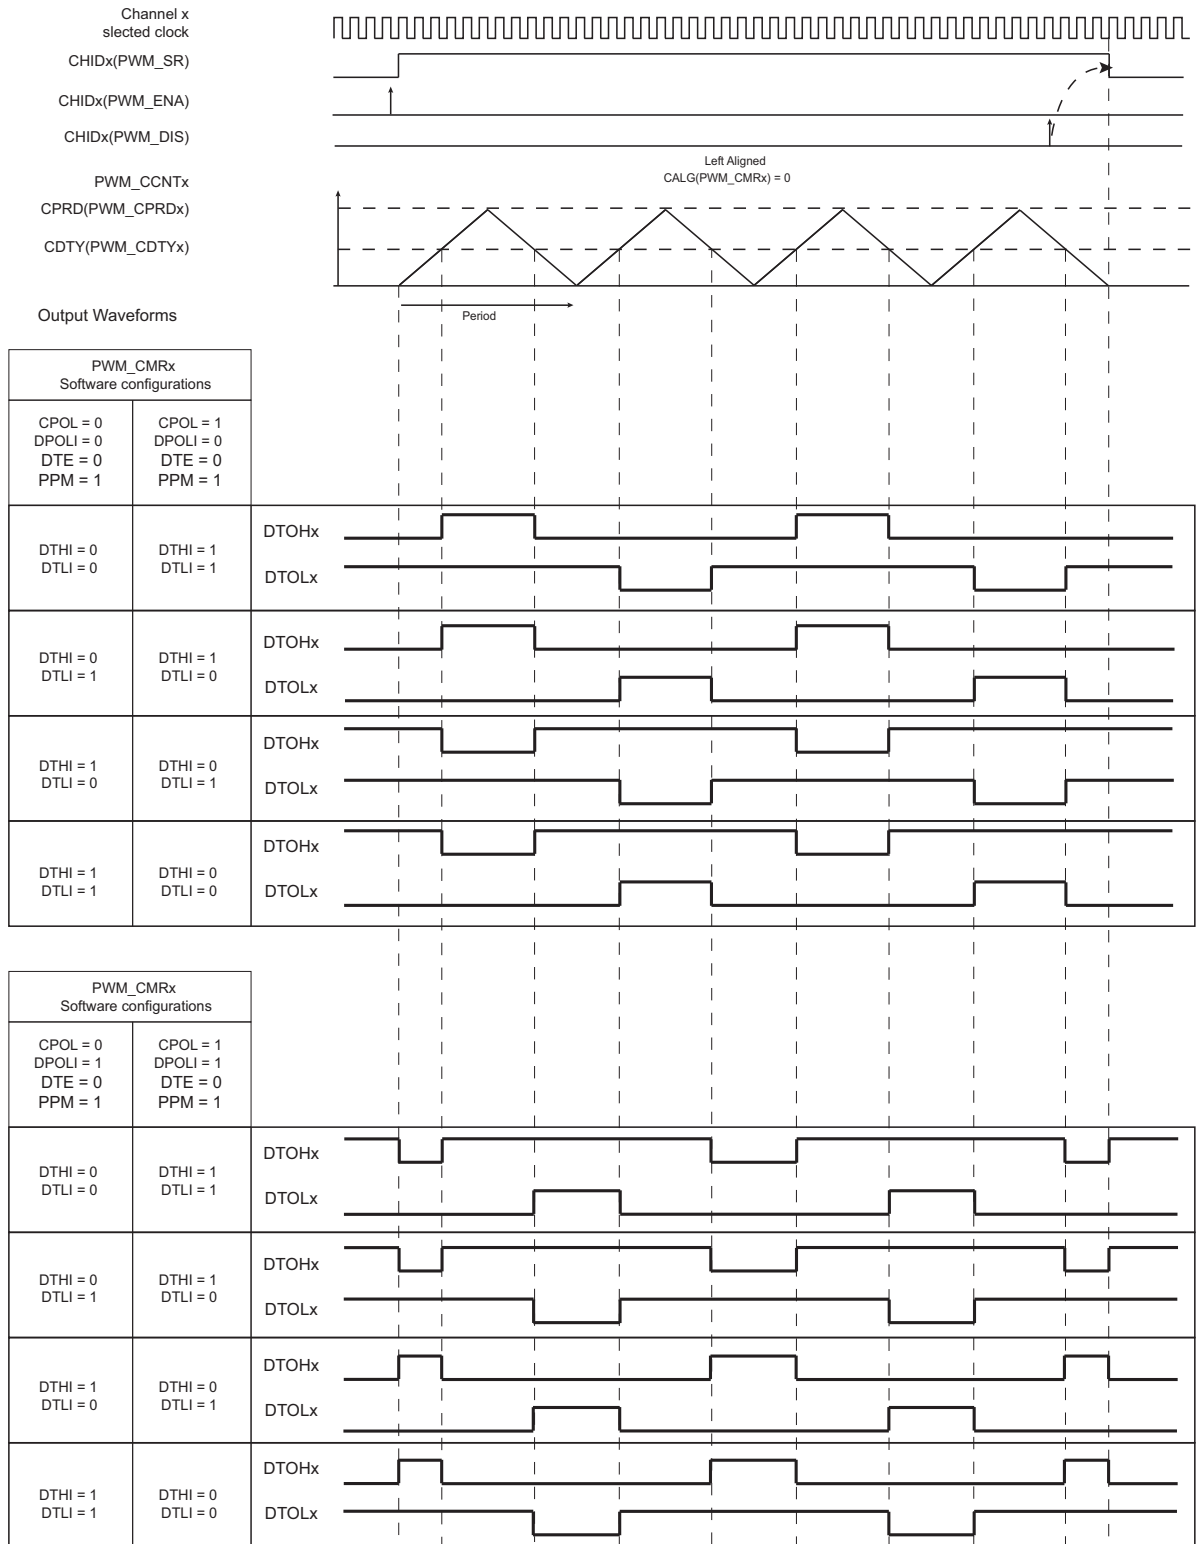 Channel x
slected clock
CHIDx(PWM_SR)
CHIDx(PWM_ENA)
CHIDx(PWM_DIS)
Left Aligned
CALG(PWM_CMRx) = 0
PWM_CCNTx
CPRD(PWM_CPRDx)
CDTY(PWM_CDTYx)
Period
Output Waveforms
PWM_CMRx
Software configurations
CPOL = 0 CPOL = 1
DPOLI = 0 DPOLI = 0
DTE = 0 DTE = 0
PPM = 1 PPM = 1
DTOHx
DTHI = 0 DTHI = 1
DTLI = 0 DTLI = 1
DTOLx
DTOHx
DTHI = 0 DTHI = 1
DTLI = 1 DTLI = 0
DTOLx
DTOHx
DTHI = 1 DTHI = 0
DTLI = 0 DTLI = 1
DTOLx
DTOHx
DTHI = 1 DTHI = 0
DTLI = 1 DTLI = 0
DTOLx
PWM_CMRx
Software configurations
CPOL = 0 CPOL = 1
DPOLI = 1 DPOLI = 1
DTE = 0 DTE = 0
PPM = 1 PPM = 1
DTOHx
DTHI = 0 DTHI = 1
DTLI = 0 DTLI = 1
DTOLx
DTOHx
DTHI = 0 DTHI = 1
DTLI = 1 DTLI = 0
DTOLx
DTOHx
DTHI = 1 DTHI = 0
DTLI = 0 DTLI = 1
DTOLx
DTOHx
DTHI = 1 DTHI = 0
DTLI = 1 DTLI = 0
DTOLx